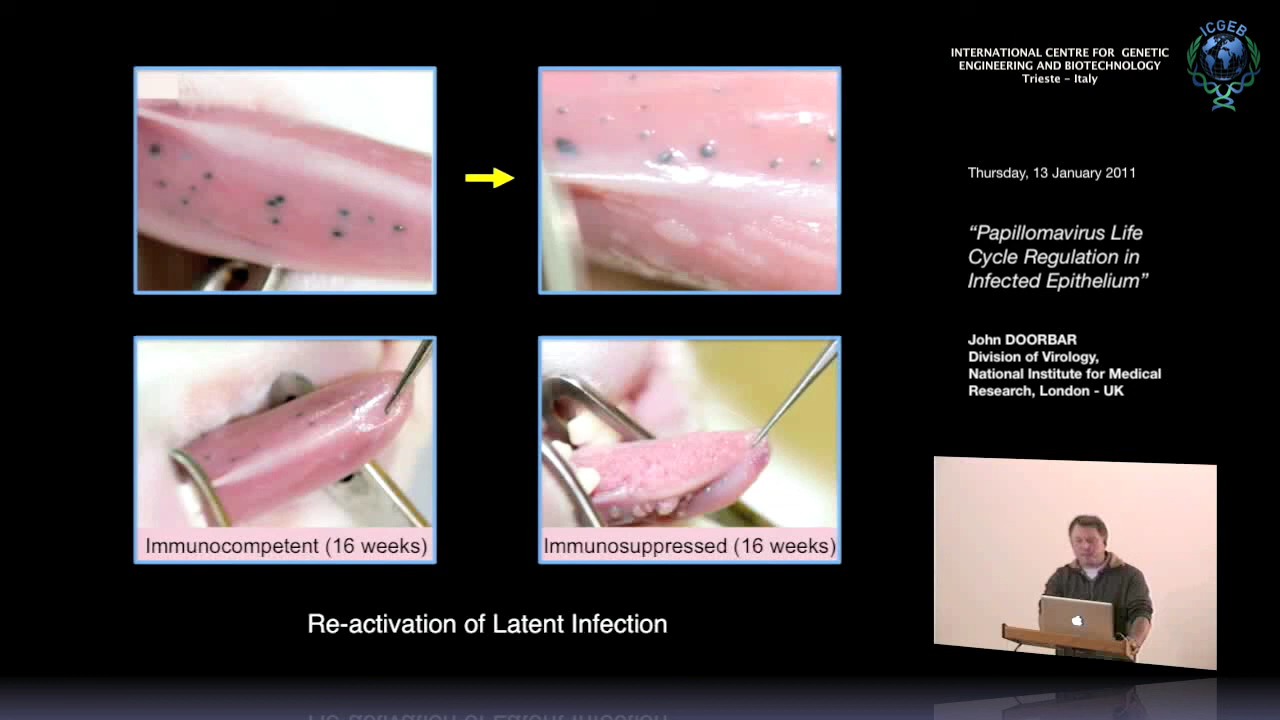 INTERNATIONAL CENTRE FOR GENETIC
ENGINEERING AND BIOTECHNOLOGY
Trieste – Italy
ICGEB
Thursday, 13 January 2011
“Papillomavirus Life
Cycle Regulation in
Infected Epithelium”
John DOORBAR
Division of Virology,
National Institute for Medical
Research, London - UK
Immunocompetent (16 weeks)
Immunosuppressed (16 weeks)
Re-activation of Latent Infection